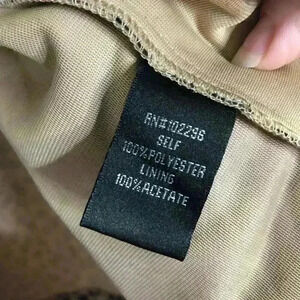 RN#102296
SELF
100%POLYESTER
LINING
100%ACETATE